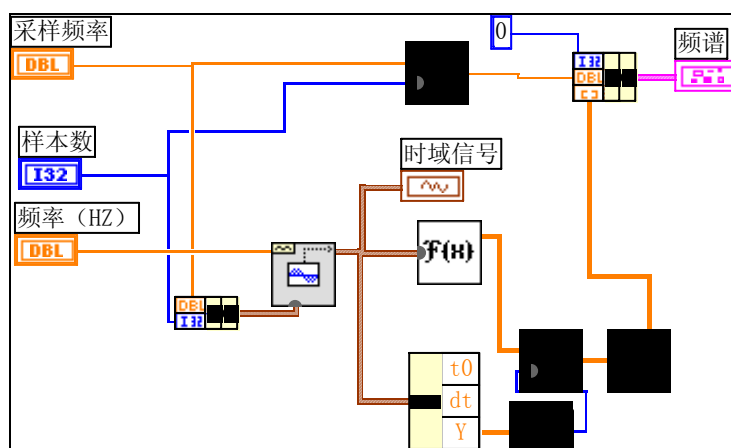 采样频率
DBL
0
I32
DBL
[ ]
频谱
样本数
I32
时域信号
频率（HZ）
DBL
F(x)
DBL
I32
t0
dt
Y